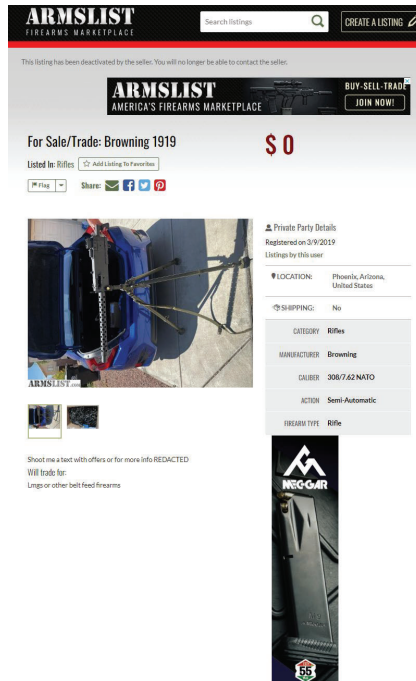 ARMSLIST
FIREARMS MARKETPLACE
Search listings
CREATE A LISTING
This listing has been deactivated by the seller. You will no longer be able to contact the seller.
ARMSLIST
AMERICA'S FIREARMS MARKETPLACE
BUY-SELL-TRADE
JOIN NOW!
For Sale/Trade: Browning 1919
$ 0
Listed In: Rifles
Add Listing To Favorites
Flag
Share:
Private Party Details
Registered on 3/9/2019
Listings by this user
LOCATION: Phoenix, Arizona,
United States
SHIPPING: No
CATEGORY Rifles
MANUFACTURER Browning
CALIBER 308/7.62 NATO
ACTION Semi-Automatic
FIREARM TYPE Rifle
ARMSLIST.com
Shoot me a text with offers or for more info REDACTED
Will trade for:
Lmgs or other belt feed firearms
MEC-GAR
55